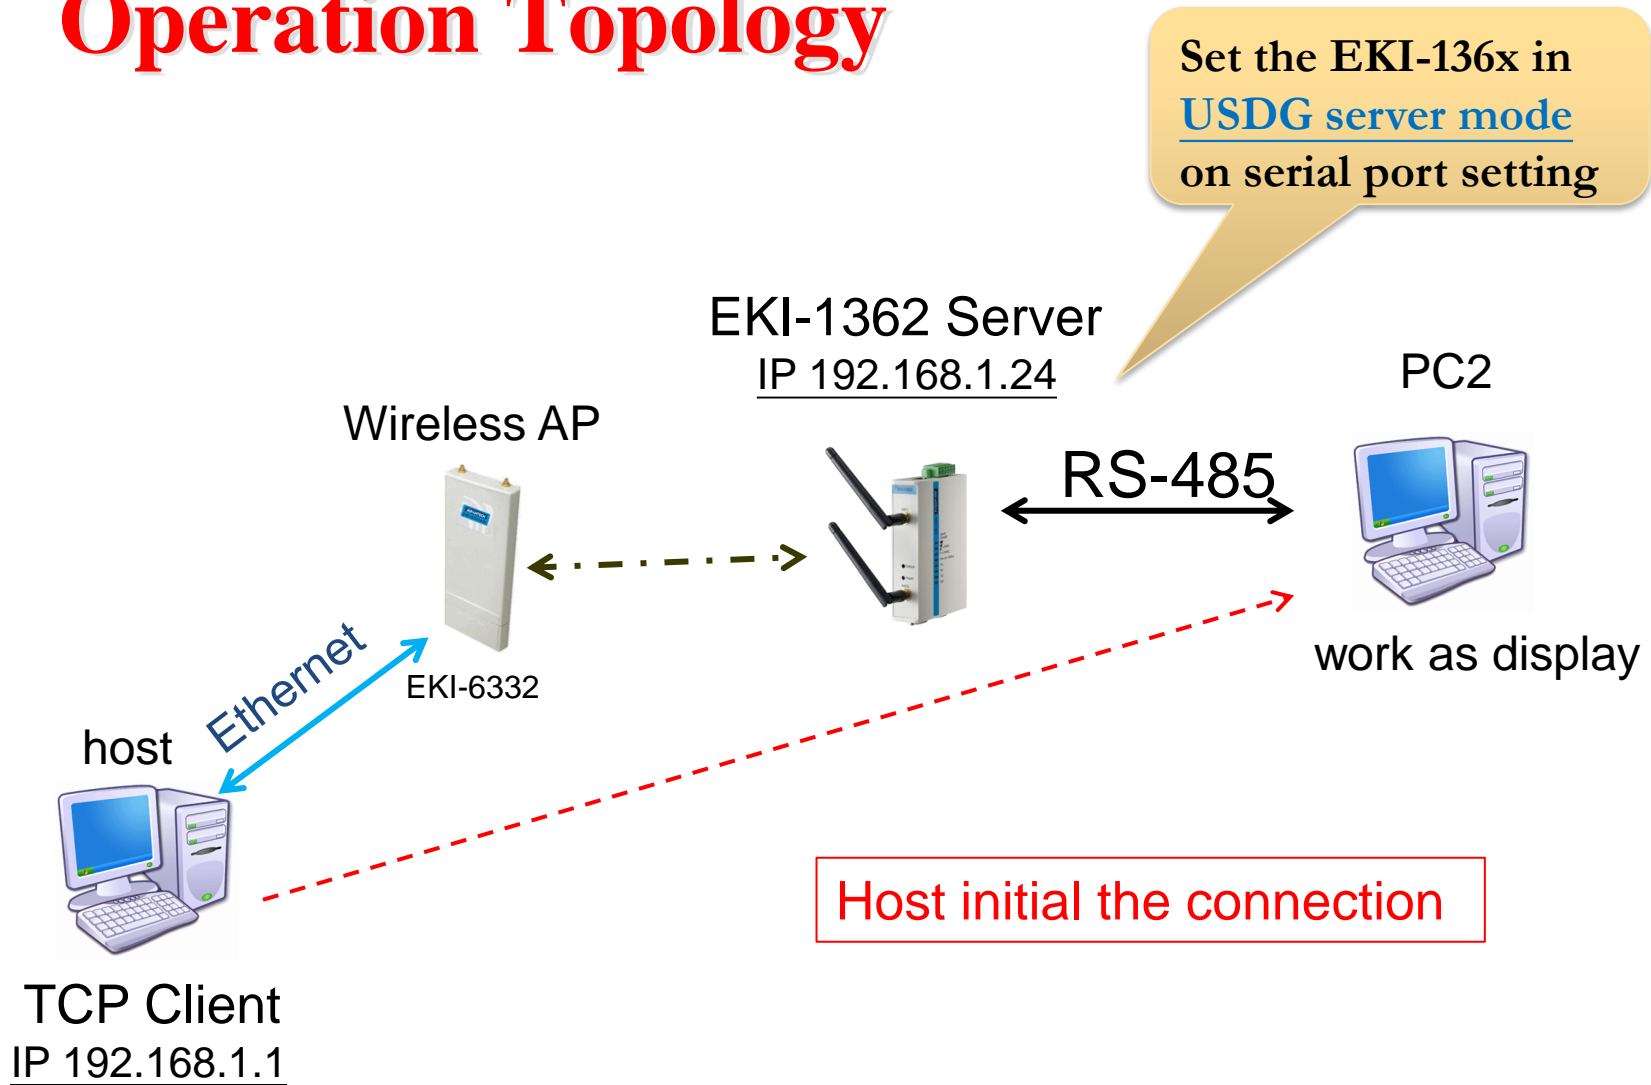 Operation Topology
Set the EKI-136x in
USDG server mode
on serial port setting
EKI-1362 Server
IP 192.168.1.24
PC2
Wireless AP
RS-485
Ethernet
EKI-6332
work as display
host
Host initial the connection
TCP Client
IP 192.168.1.1